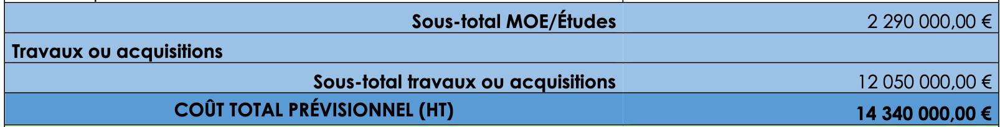 Sous-total MOE/Études 2 290 000,00 €
Travaux ou acquisitions
Sous-total travaux ou acquisitions 12 050 000,00 €
COÛT TOTAL PRÉVISIONNEL (HT) 14 340 000,00 €